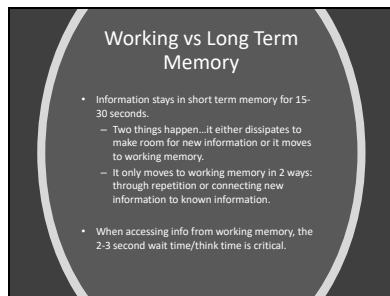 Working vs Long Term
Memory
• Information stays in short term memory for 15-
30 seconds.
– Two things happen...it either dissipates to
make room for new information or it moves
to working memory.
– It only moves to working memory in 2 ways:
through repetition or connecting new
information to known information.
• When accessing info from working memory, the
2-3 second wait time/think time is critical.